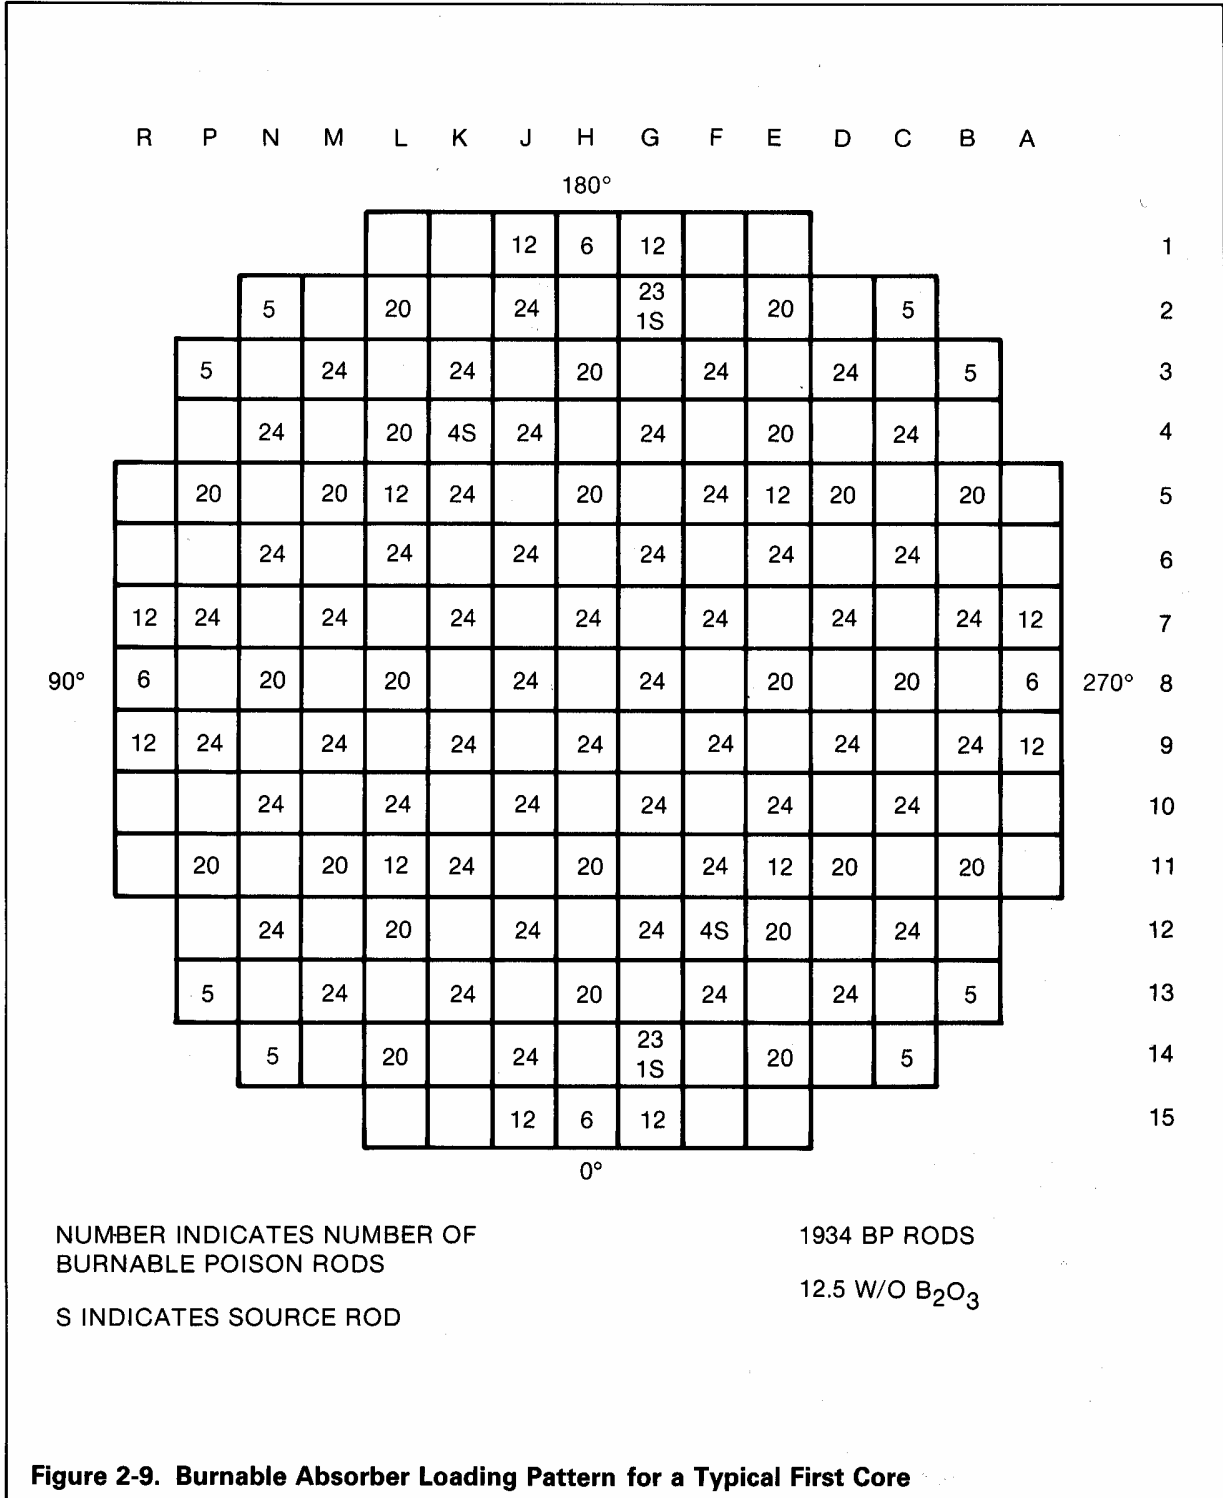 R P N M L K J H G F E D C B A
180°
12 6 12 1
5 20 24 23 1S 20 5 2
5 24 24 20 24 24 5 3
24 20 4S 24 24 20 24 4
20 20 12 24 20 24 12 20 20 5
24 24 24 24 24 24 6
12 24 24 24 24 24 24 24 12 7
90° 6 20 20 24 24 20 20 6 270° 8
12 24 24 24 24 24 24 24 12 9
24 24 24 24 24 24 10
20 20 12 24 20 24 12 20 20 11
24 20 24 24 4S 20 24 12
5 24 24 20 24 24 5 13
5 20 24 23 1S 20 5 14
12 6 12 15
0°
NUMBER INDICATES NUMBER OF
BURNABLE POISON RODS
S INDICATES SOURCE ROD
1934 BP RODS
12.5 W/O B₂O₃
Figure 2-9. Burnable Absorber Loading Pattern for a Typical First Core